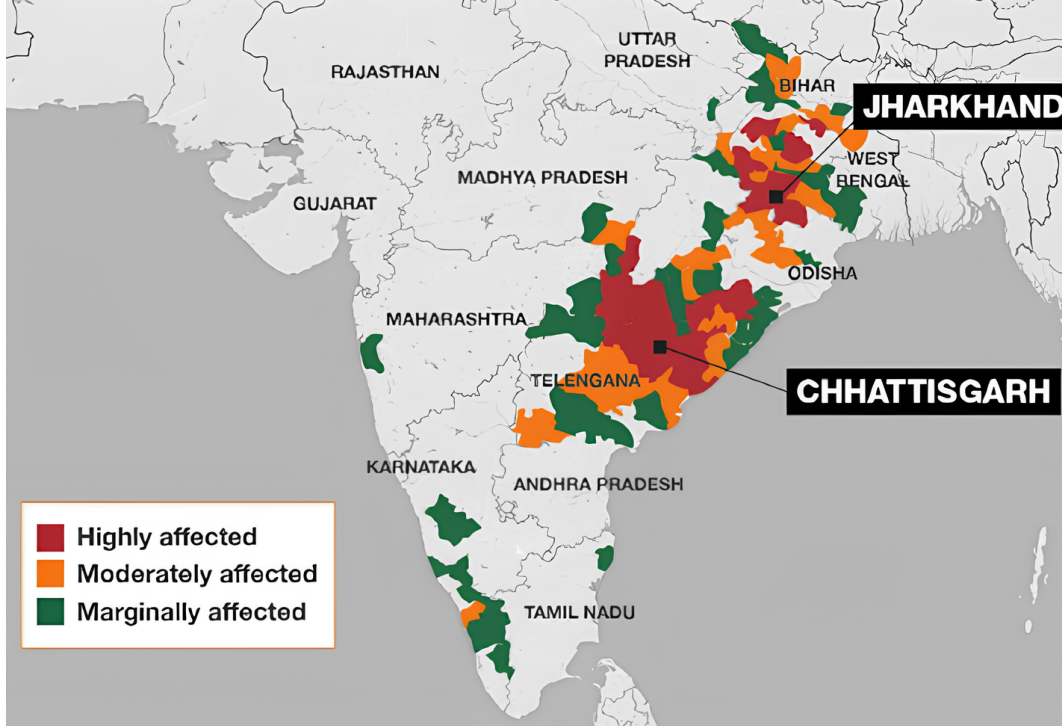 UTTAR
PRADESH
RAJASTHAN
BIHAR
JHARKHAND
WEST
BENGAL
MADHYA PRADESH
GUJARAT
ODISHA
MAHARASHTRA
TELENGANA
CHHATTISGARH
KARNATAKA
ANDHRA PRADESH
Highly affected
Moderately affected
Marginally affected
TAMIL NADU